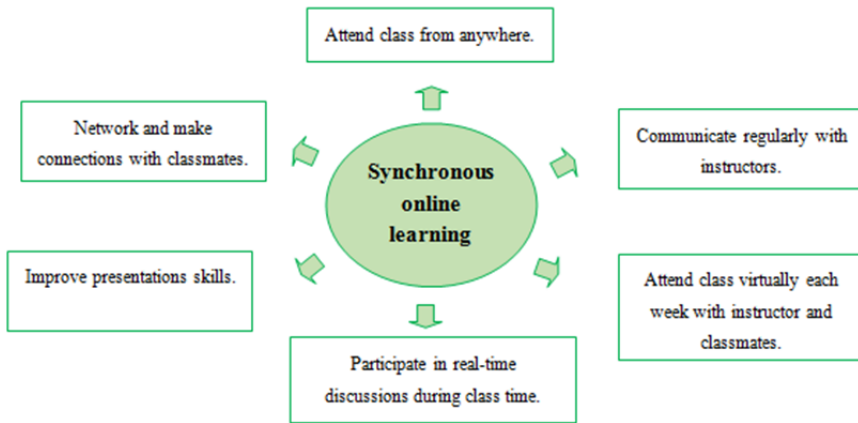 Attend class from anywhere.
Network and make
connections with classmates.
Communicate regularly with
instructors.
Synchronous
online
learning
Improve presentations skills.
Attend class virtually each
week with instructor and
classmates.
Participate in real-time
discussions during class time.